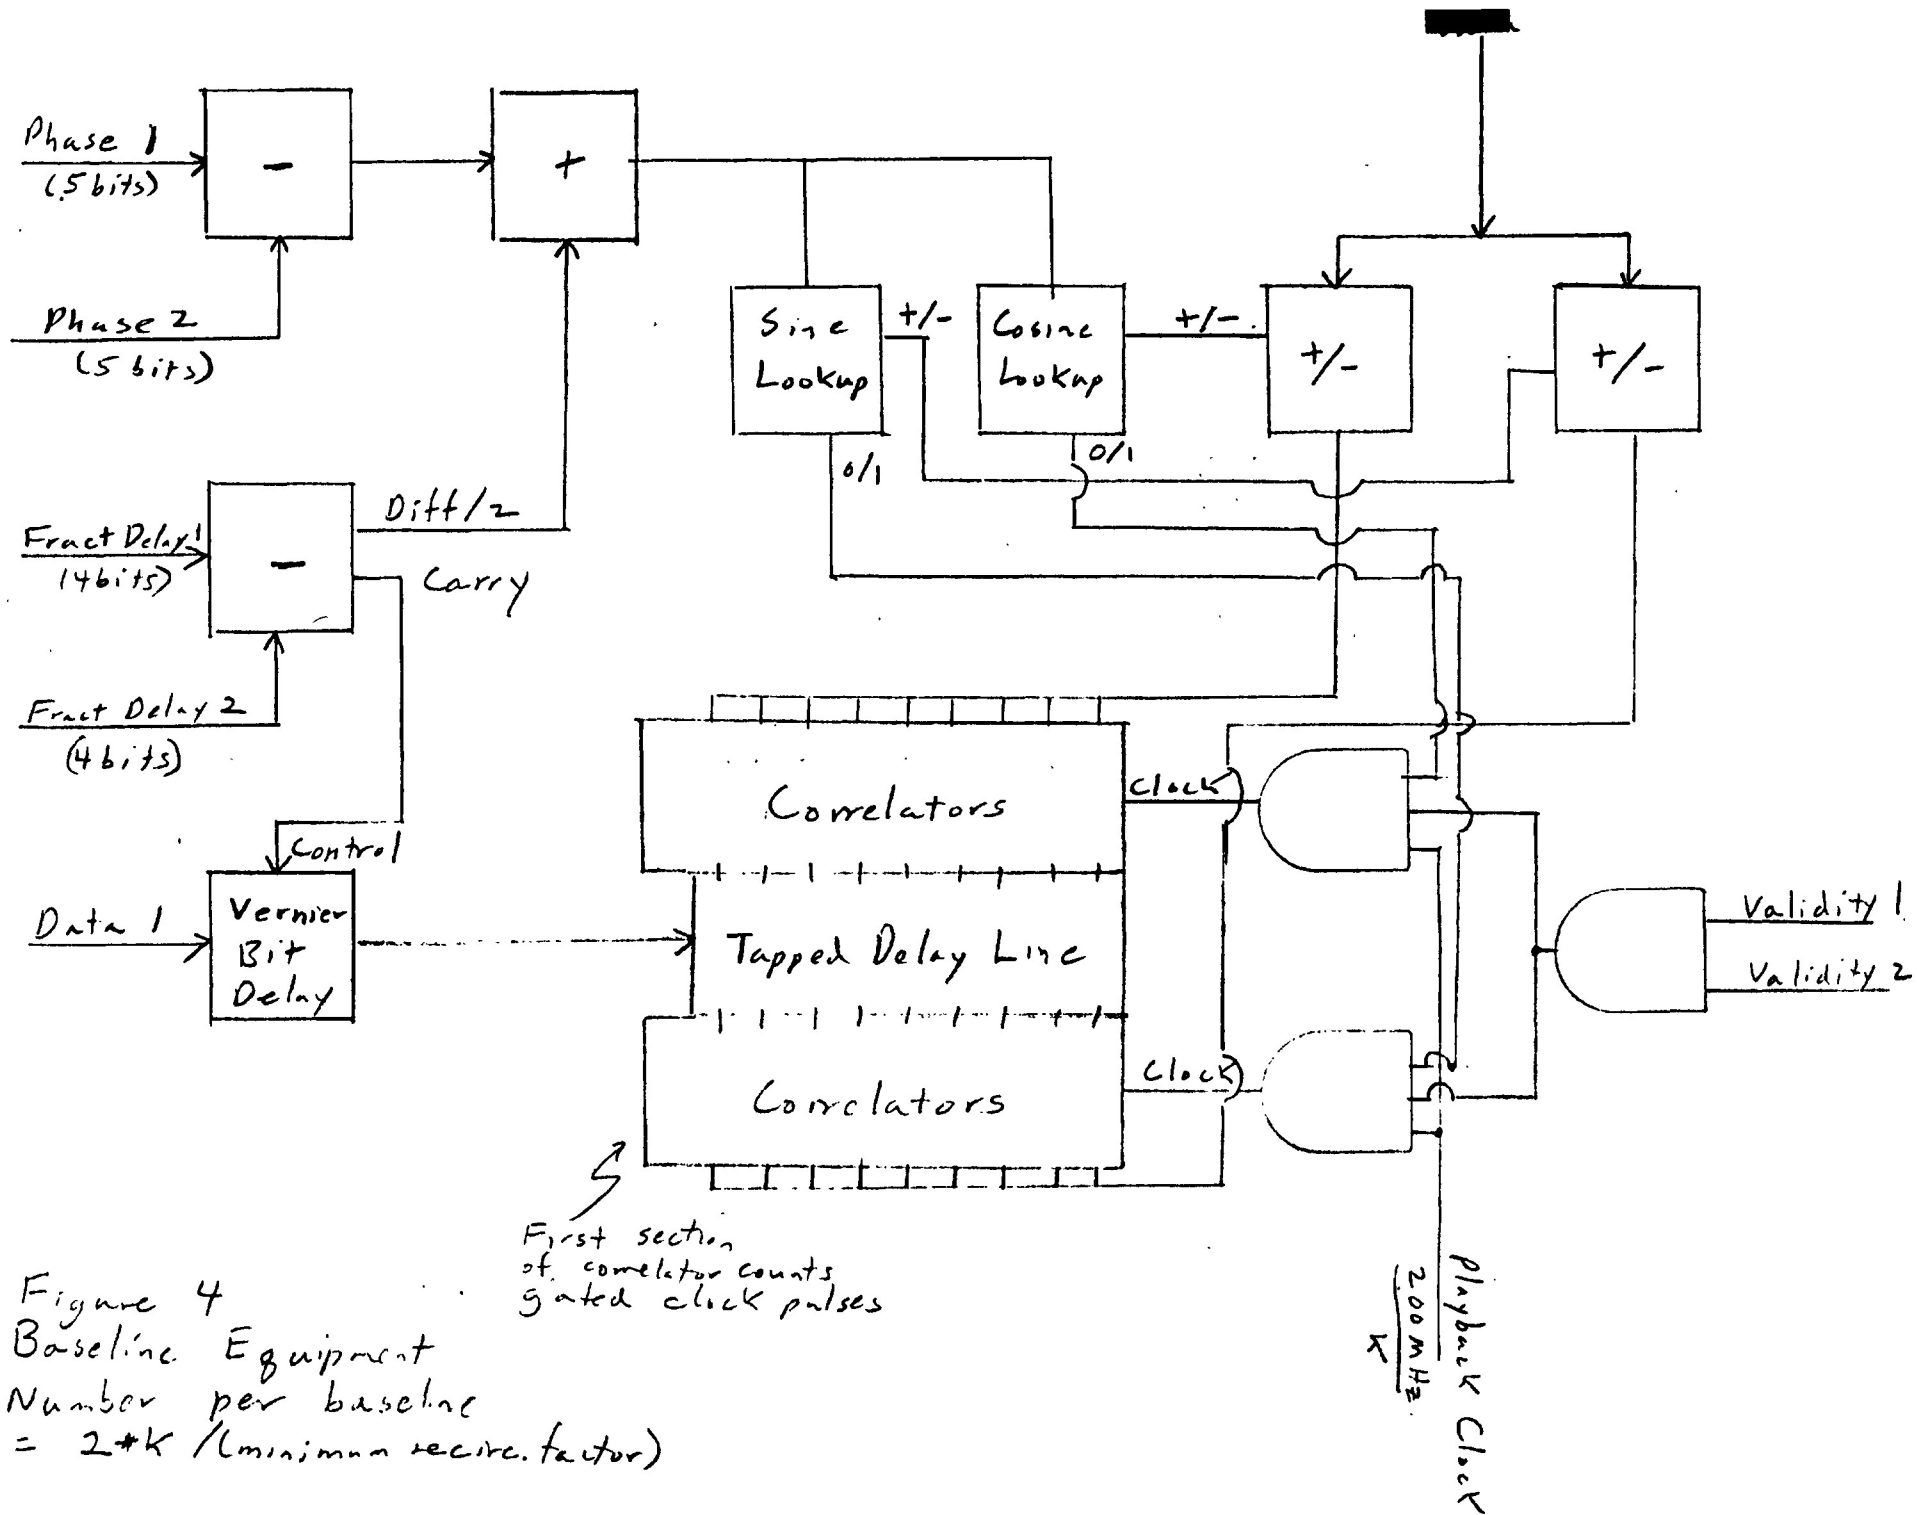 Phase 1
(5 bits)
-
+
Phase 2
(5 bits)
Sine
Lookup
+/-
0/1
Cosine
Lookup
+/-
0/1
+/-
+/-
Fract Delay 1
(4 bits)
-
Diff/2
Carry
Fract Delay 2
(4 bits)
Control
Data 1
Vernier
Bit
Delay
Correlators
Clock
Tapped Delay Line
Validity 1
Validity 2
Correlators
Clock
First section
of correlator counts
gated clock pulses
Playback Clock
200 MHz
K
Figure 4
Baseline Equipment
Number per baseline
= 2*K /(minimum recirc. factor)